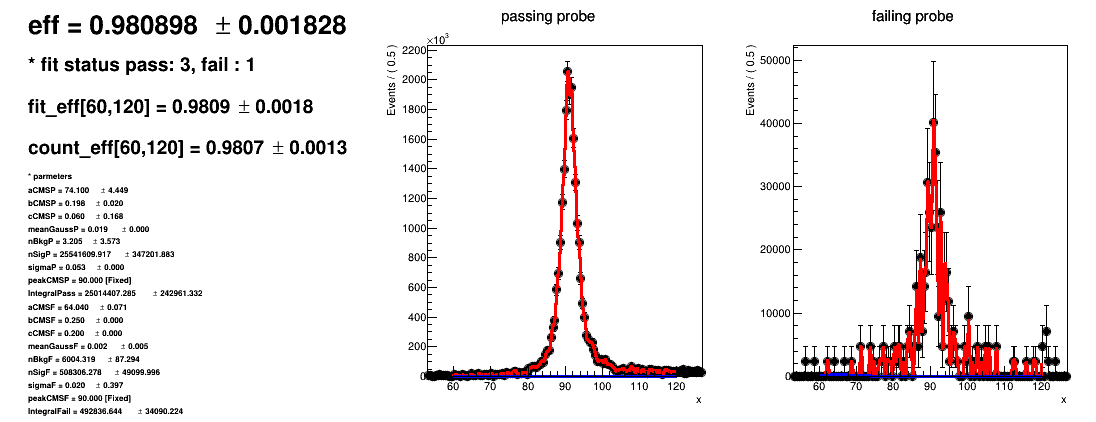 eff = 0.980898 ± 0.001828
* fit status pass: 3, fail : 1
fit_eff[60,120] = 0.9809 ± 0.0018
count_eff[60,120] = 0.9807 ± 0.0013
* parmeters
aCMSP = 74.100 ± 4.449
bCMSP = 0.198 ± 0.020
cCMSP = 0.060 ± 0.168
meanGaussP = 0.019 ± 0.000
nBkgP = 3.205 ± 3.573
nSigP = 25541609.917 ± 347201.883
sigmaP = 0.053 ± 0.000
peakCMSP = 90.000 [Fixed]
IntegralPass = 25014407.285 ± 242961.332
aCMSF = 64.040 ± 0.071
bCMSF = 0.250 ± 0.000
cCMSF = 0.200 ± 0.000
meanGaussF = 0.002 ± 0.005
nBkgF = 6004.319 ± 87.294
nSigF = 508306.278 ± 49099.996
sigmaF = 0.020 ± 0.397
peakCMSF = 90.000 [Fixed]
IntegralFail = 492836.644 ± 34090.224
passing probe
×10³
Events / ( 0.5 )
2200
2000
1800
1600
1400
1200
1000
800
600
400
200
0
60 70 80 90 100 110 120
x
failing probe
Events / ( 0.5 )
50000
40000
30000
20000
10000
0
60 70 80 90 100 110 120
x